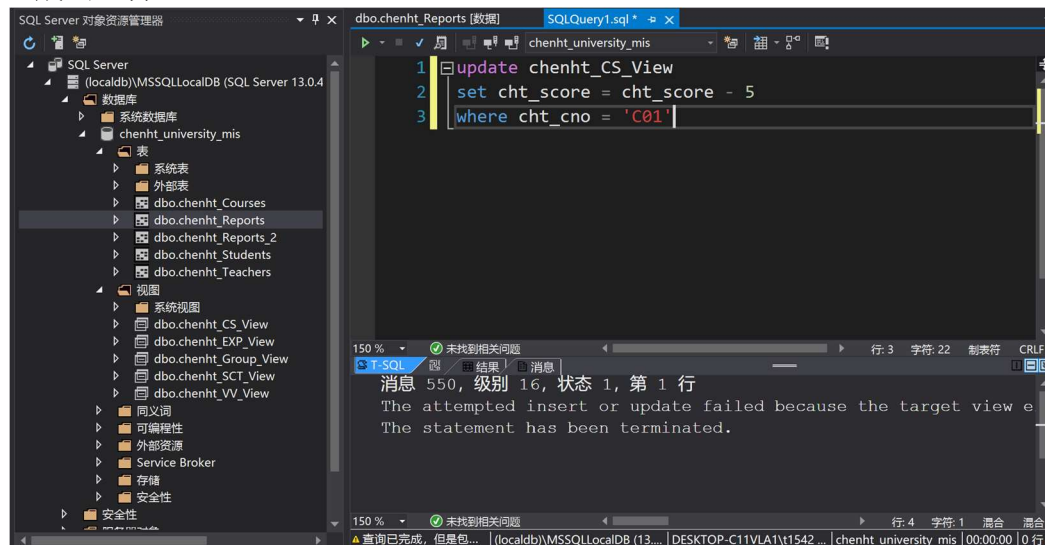 SQL Server 对象资源管理器
SQL Server
(localdb)\MSSQLLocalDB (SQL Server 13.0.4
数据库
系统数据库
chenht_university_mis
表
系统表
外部表
dbo.chenht_Courses
dbo.chenht_Reports
dbo.chenht_Reports_2
dbo.chenht_Students
dbo.chenht_Teachers
视图
系统视图
dbo.chenht_CS_View
dbo.chenht_EXP_View
dbo.chenht_Group_View
dbo.chenht_SCT_View
dbo.chenht_VV_View
同义词
可编程性
外部资源
Service Broker
存储
安全性
安全性
dbo.chenht_Reports [数据]
SQLQuery1.sql *
chenht_university_mis
1 update chenht_CS_View
2 set cht_score = cht_score - 5
3 where cht_cno = 'C01'
150 % 未找到相关问题 行: 3 字符: 22 制表符 CRLF
T-SQL 结果 消息
消息 550, 级别 16, 状态 1, 第 1 行
The attempted insert or update failed because the target view e
The statement has been terminated.
150 % 未找到相关问题 行: 4 字符: 1 混合 混合
查询已完成，但是包... (localdb)\MSSQLLocalDB (13.... DESKTOP-C11VLA1\t1542 ... chenht_university_mis 00:00:00 0 行